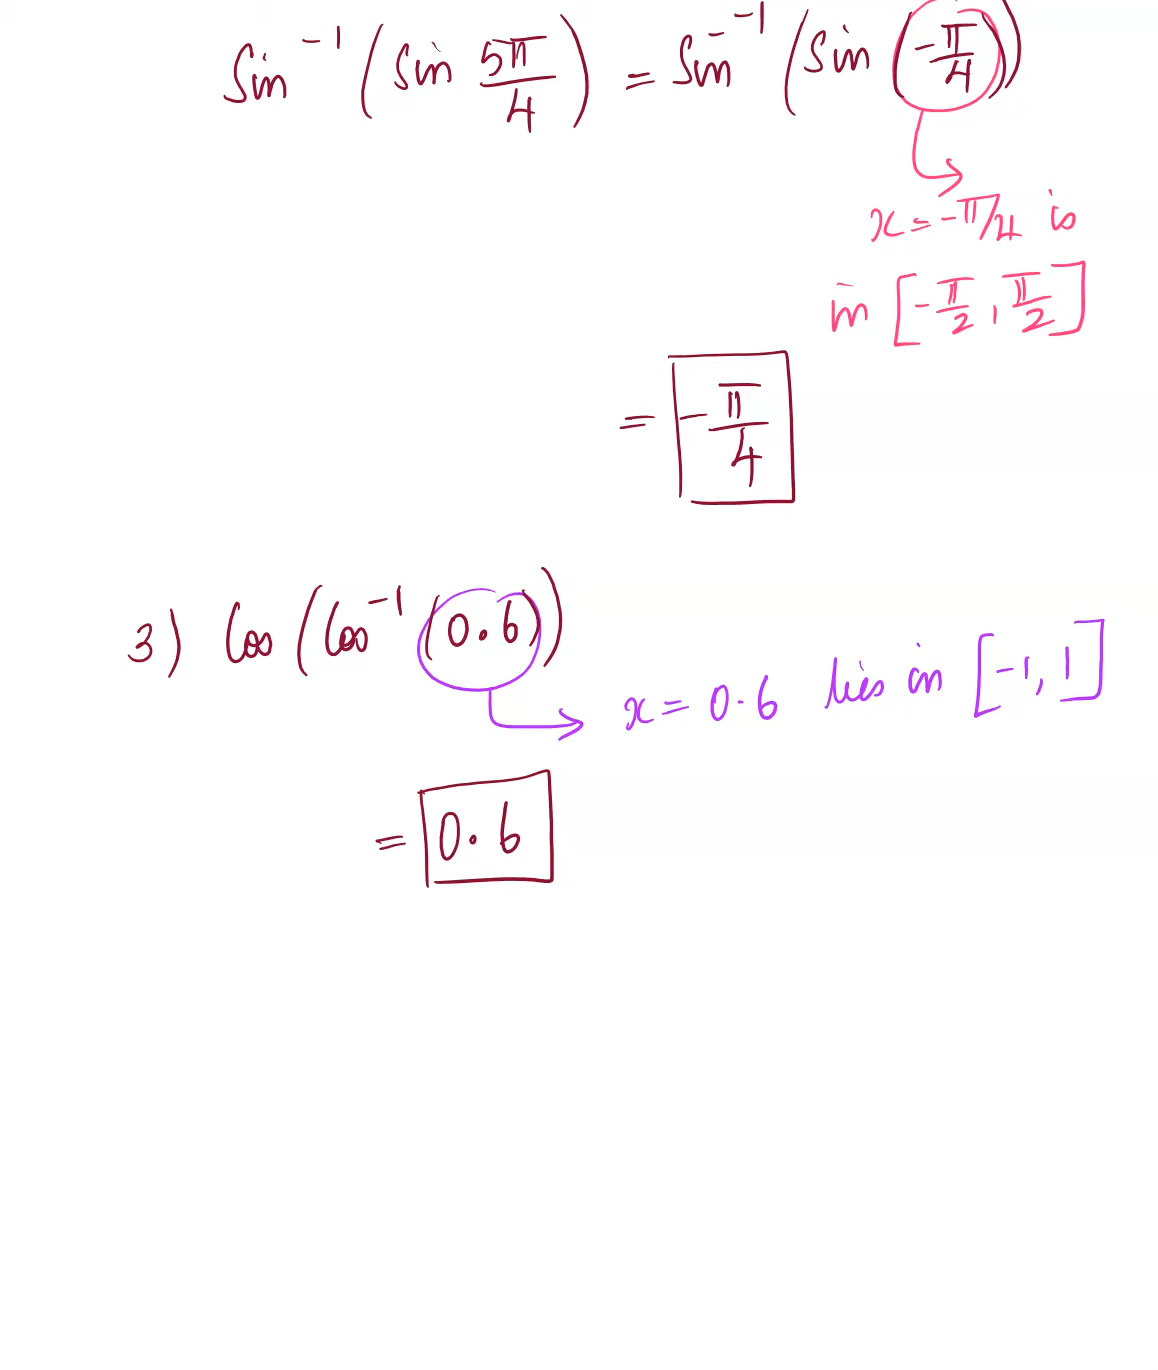 Sin⁻¹ (Sin 5π/4) = Sin⁻¹ (Sin (-π/4))
x = -π/4 is
in [-π/2, π/2]
= -π/4
3) Cos (Cos⁻¹ (0.6))
x = 0.6 lies in [-1, 1]
= 0.6